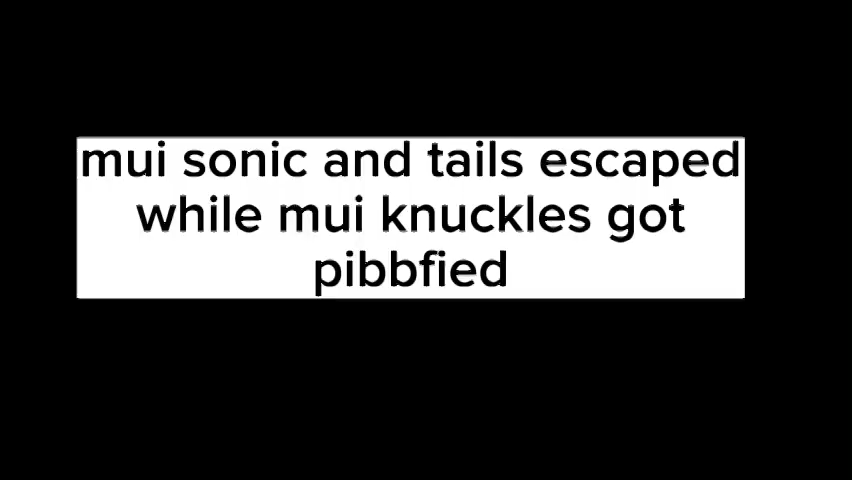 mui sonic and tails escaped
while mui knuckles got
pibbfied